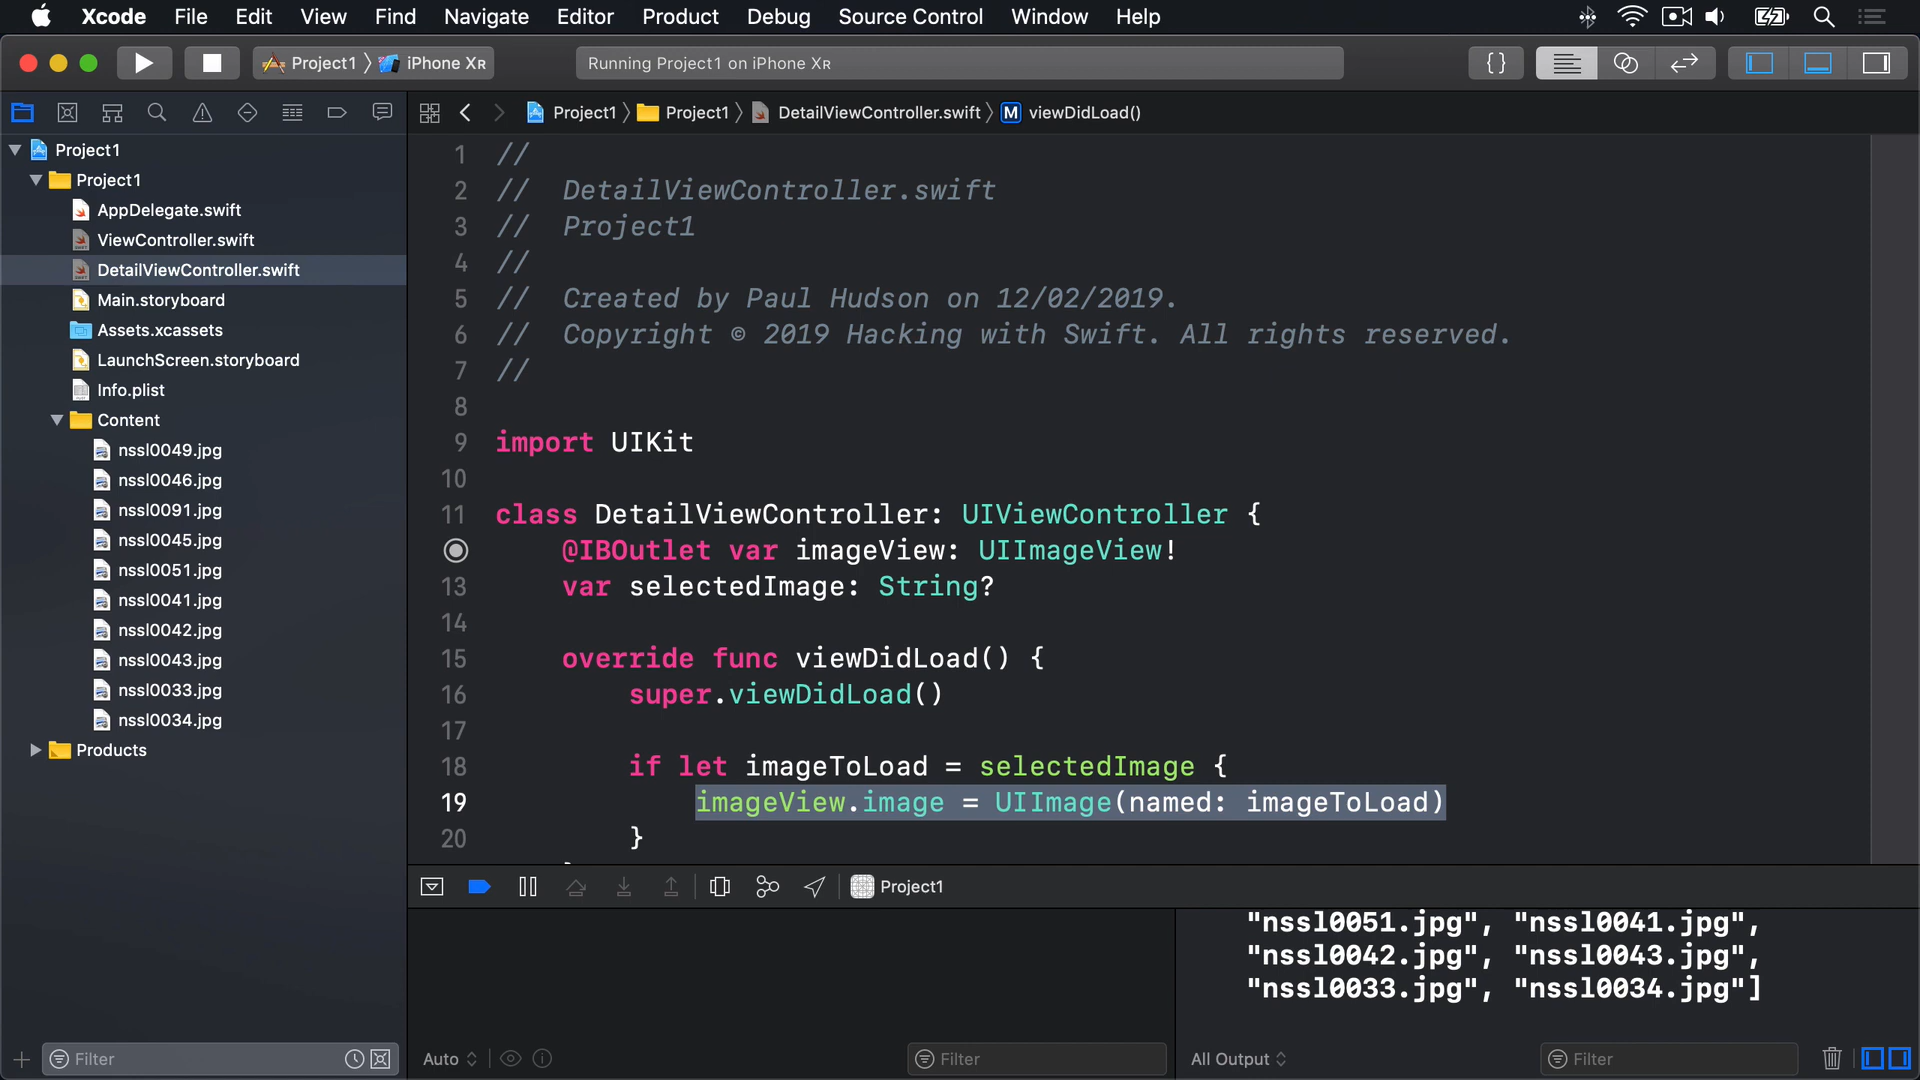 Xcode File Edit View Find Navigate Editor Product Debug Source Control Window Help
Project1 iPhone Xʀ
Running Project1 on iPhone Xʀ
{}
Project1 Project1 DetailViewController.swift M viewDidLoad()
Project1
Project1
AppDelegate.swift
ViewController.swift
DetailViewController.swift
Main.storyboard
Assets.xcassets
LaunchScreen.storyboard
Info.plist
Content
nssl0049.jpg
nssl0046.jpg
nssl0091.jpg
nssl0045.jpg
nssl0051.jpg
nssl0041.jpg
nssl0042.jpg
nssl0043.jpg
nssl0033.jpg
nssl0034.jpg
Products
Filter
1 //
2 //  DetailViewController.swift
3 //  Project1
4 //
5 //  Created by Paul Hudson on 12/02/2019.
6 //  Copyright © 2019 Hacking with Swift. All rights reserved.
7 //
8
9 import UIKit
10
11 class DetailViewController: UIViewController {
@IBOutlet var imageView: UIImageView!
13 var selectedImage: String?
14
15 override func viewDidLoad() {
16 super.viewDidLoad()
17
18 if let imageToLoad = selectedImage {
19 imageView.image = UIImage(named: imageToLoad)
20 }
Project1
"nssl0051.jpg", "nssl0041.jpg",
"nssl0042.jpg", "nssl0043.jpg",
"nssl0033.jpg", "nssl0034.jpg"]
Auto Filter All Output Filter